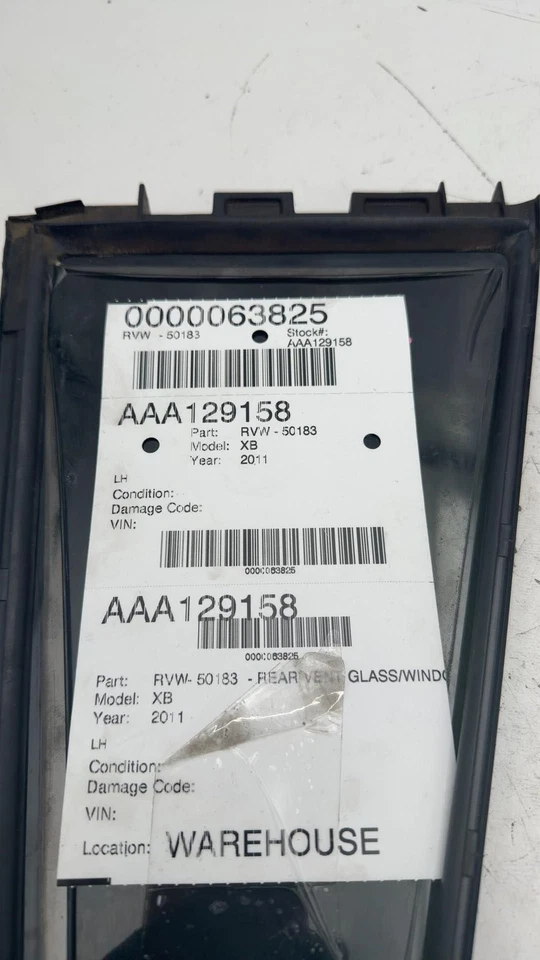 0000063825
RVW - 50183
Stock#:
AAA129158
AAA129158
Part: RVW - 50183
Model: XB
Year: 2011
LH
Condition:
Damage Code:
VIN:
0000063825
AAA129158
0000063825
Part: RVW- 50183 - REAR VENT GLASS/WINDO
Model: XB
Year: 2011
LH
Condition:
Damage Code:
VIN:
Location: WAREHOUSE